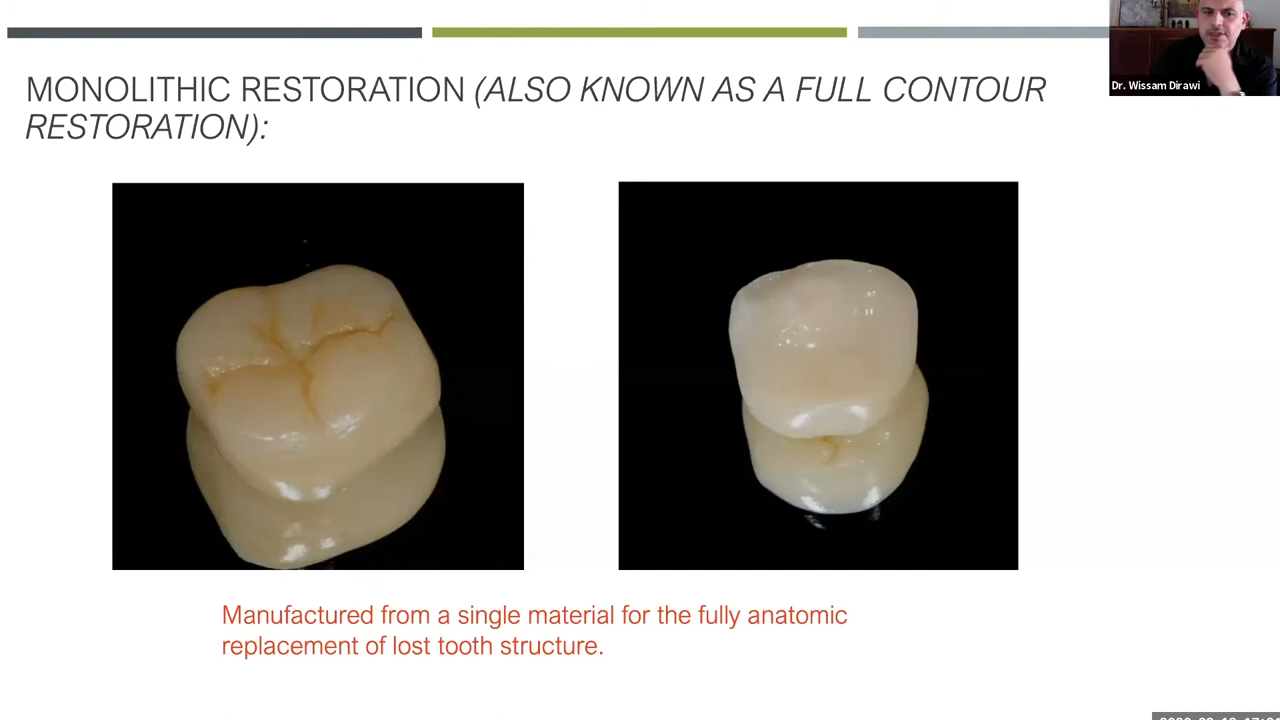 MONOLITHIC RESTORATION (ALSO KNOWN AS A FULL CONTOUR
RESTORATION):
Dr. Wissam Dirawi
Manufactured from a single material for the fully anatomic
replacement of lost tooth structure.